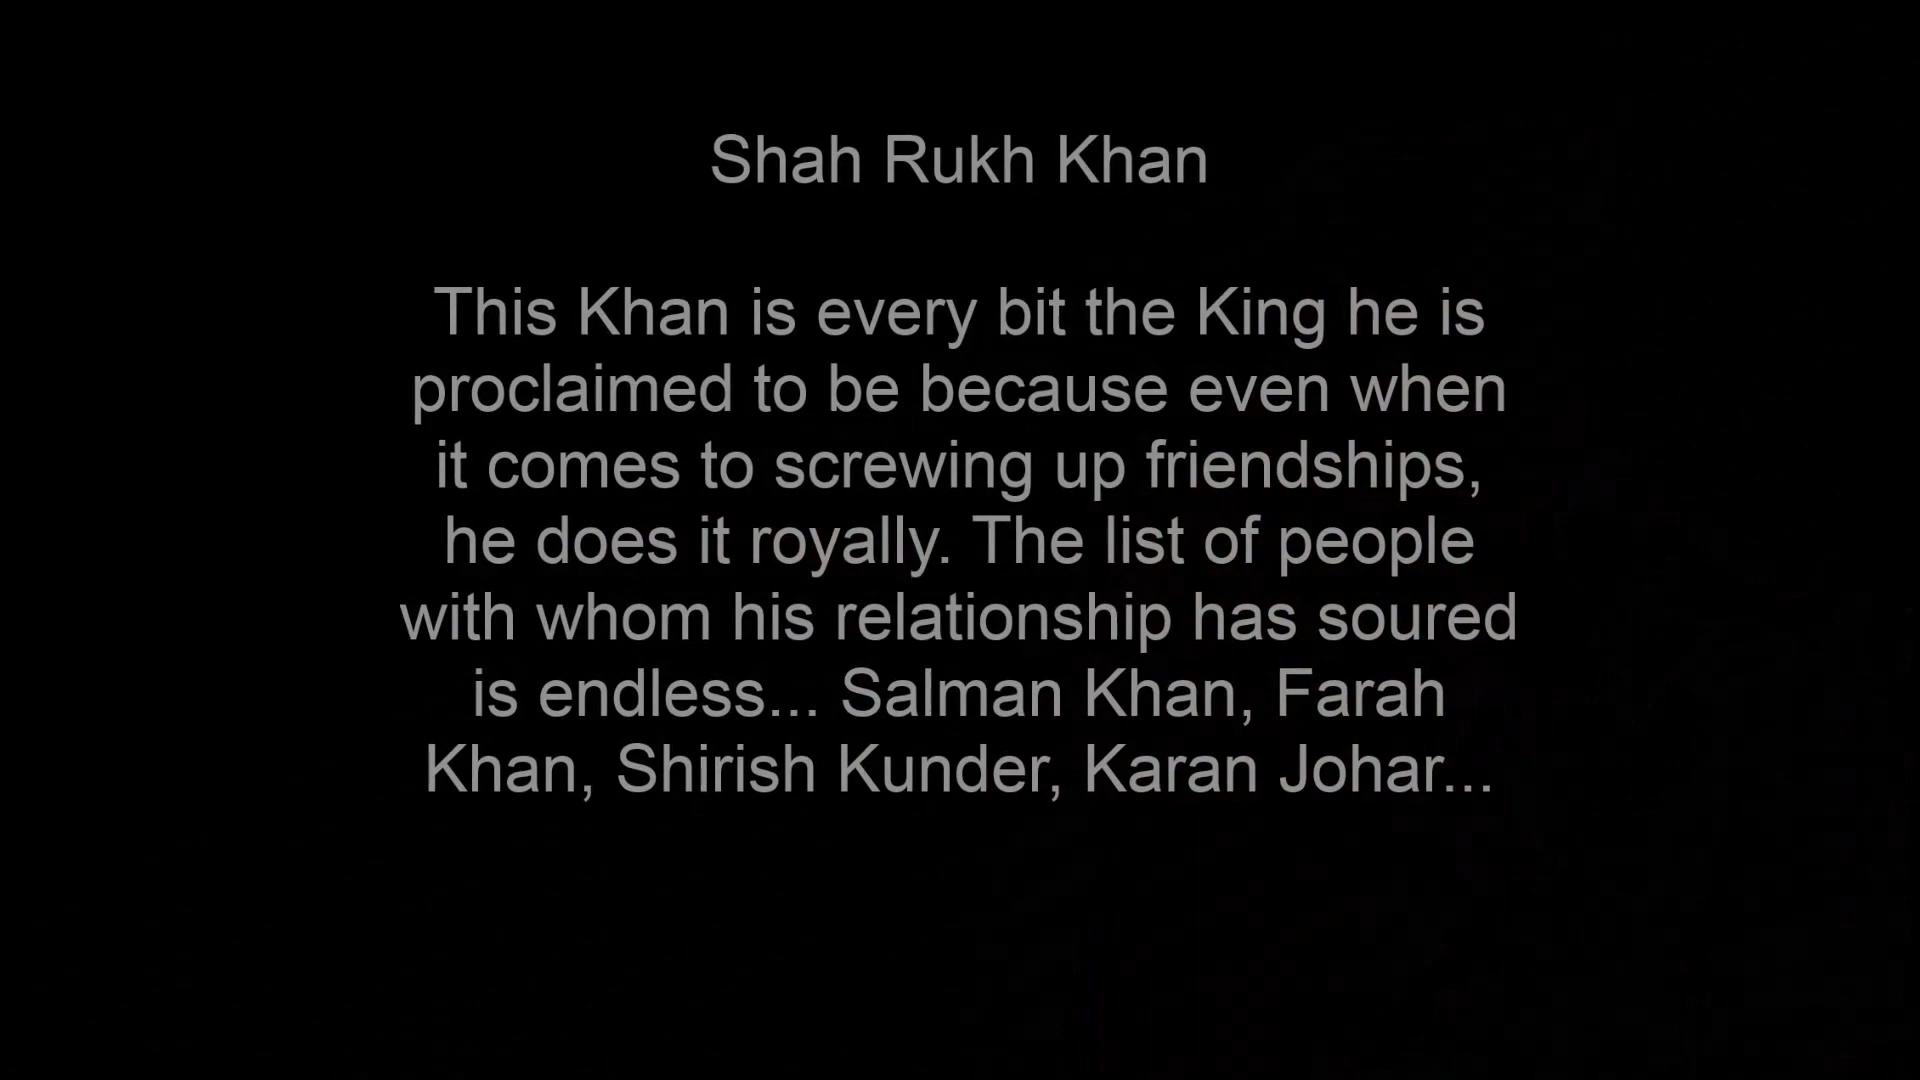 Shah Rukh Khan
This Khan is every bit the King he is
proclaimed to be because even when
it comes to screwing up friendships,
he does it royally. The list of people
with whom his relationship has soured
is endless... Salman Khan, Farah
Khan, Shirish Kunder, Karan Johar...